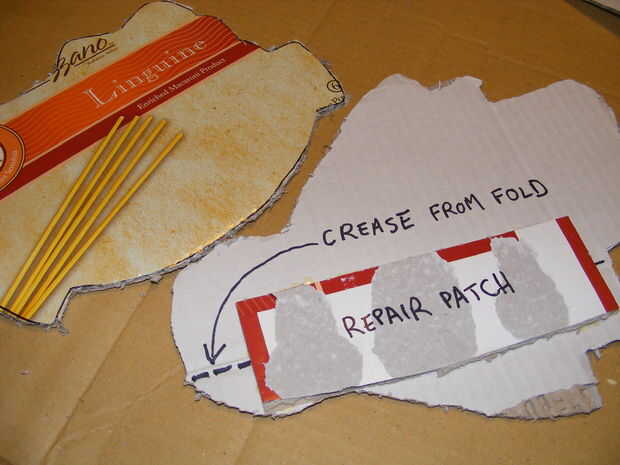 Linguine
Enriched Macaroni Product
CREASE FROM FOLD
REPAIR PATCH